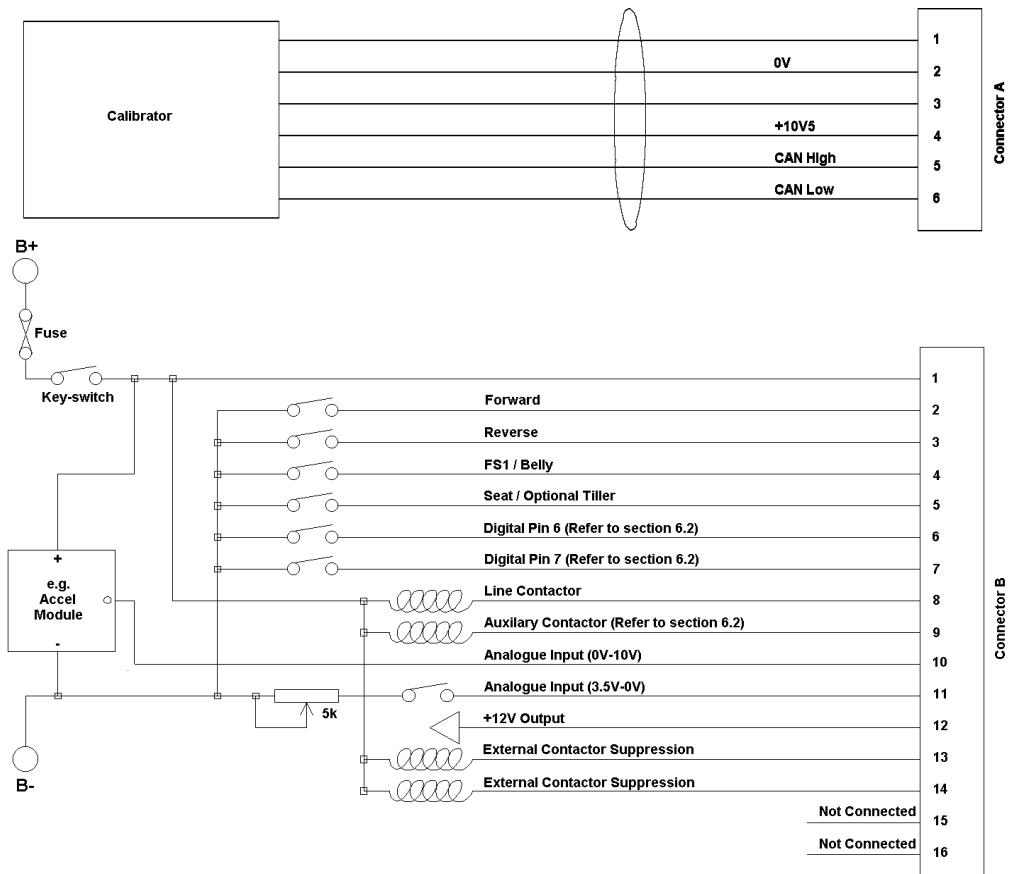 Calibrator
1
0V
2
3
+10V5
4
CAN High
5
CAN Low
6
Connector A
B+
Fuse
Key-switch
1
Forward
2
Reverse
3
FS1 / Belly
4
Seat / Optional Tiller
5
Digital Pin 6 (Refer to section 6.2)
6
Digital Pin 7 (Refer to section 6.2)
7
+
e.g.
Accel
Module
-
Line Contactor
8
Auxilary Contactor (Refer to section 6.2)
9
Analogue Input (0V-10V)
10
Analogue Input (3.5V-0V)
11
5k
+12V Output
12
External Contactor Suppression
13
External Contactor Suppression
14
Not Connected
15
Not Connected
16
Connector B
B-